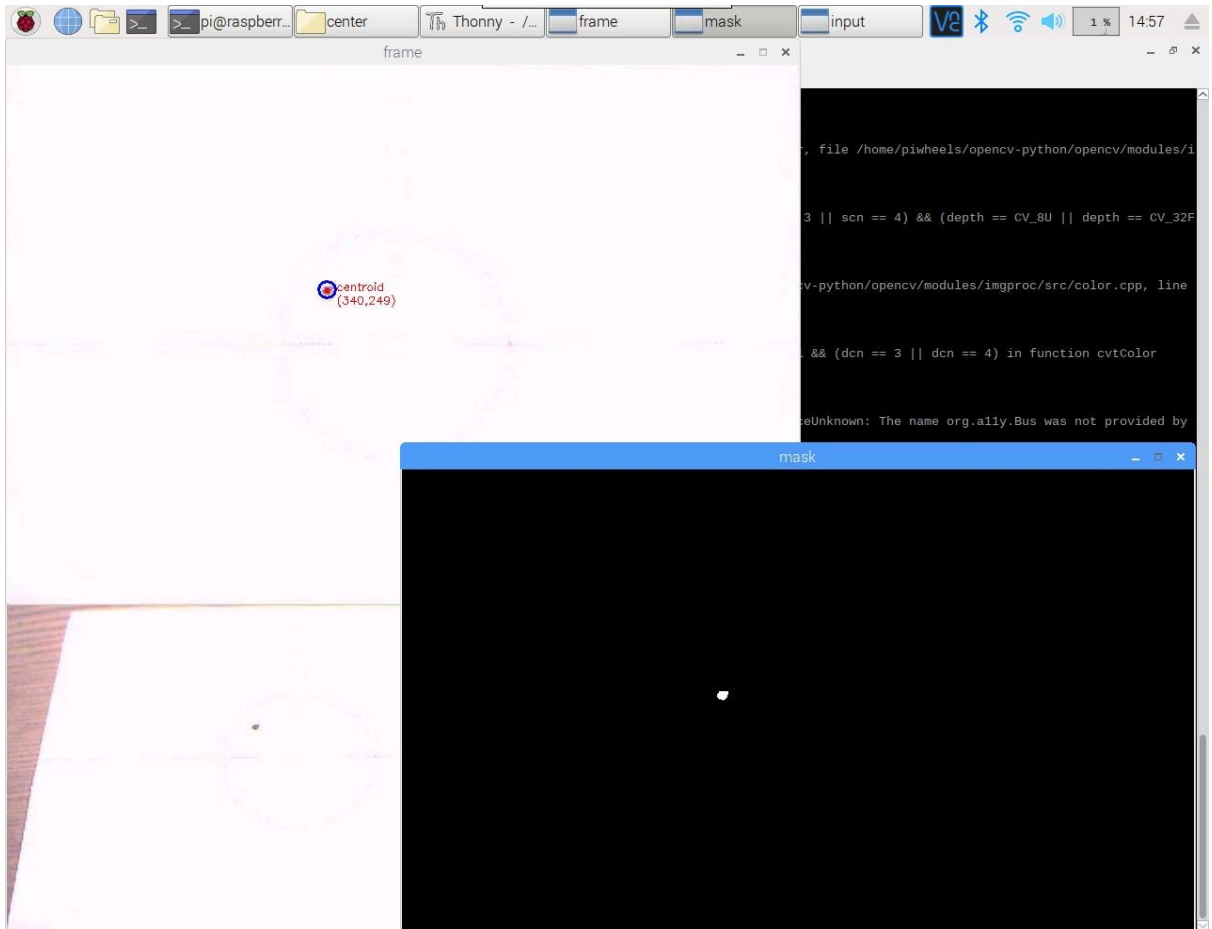 pi@raspberr... center Thonny - /... frame mask input 1 % 14:57
frame
, file /home/piwheels/opencv-python/opencv/modules/i
3 || scn == 4) && (depth == CV_8U || depth == CV_32F
centroid
(340,249)
cv-python/opencv/modules/imgproc/src/color.cpp, line
&& (dcn == 3 || dcn == 4) in function cvtColor
eUnknown: The name org.a11y.Bus was not provided by
mask